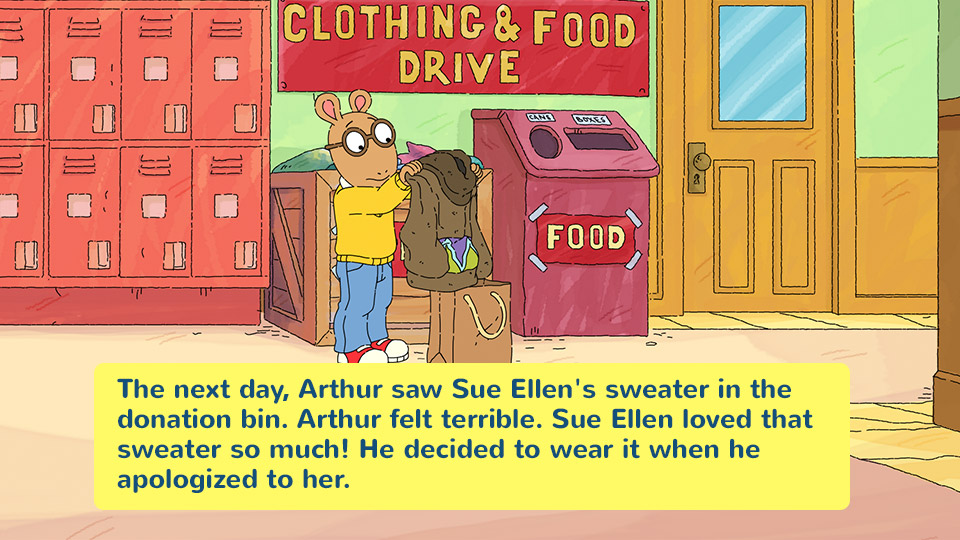 CLOTHING & FOOD
DRIVE
CANS
BOXES
FOOD
The next day, Arthur saw Sue Ellen's sweater in the
donation bin. Arthur felt terrible. Sue Ellen loved that
sweater so much! He decided to wear it when he
apologized to her.